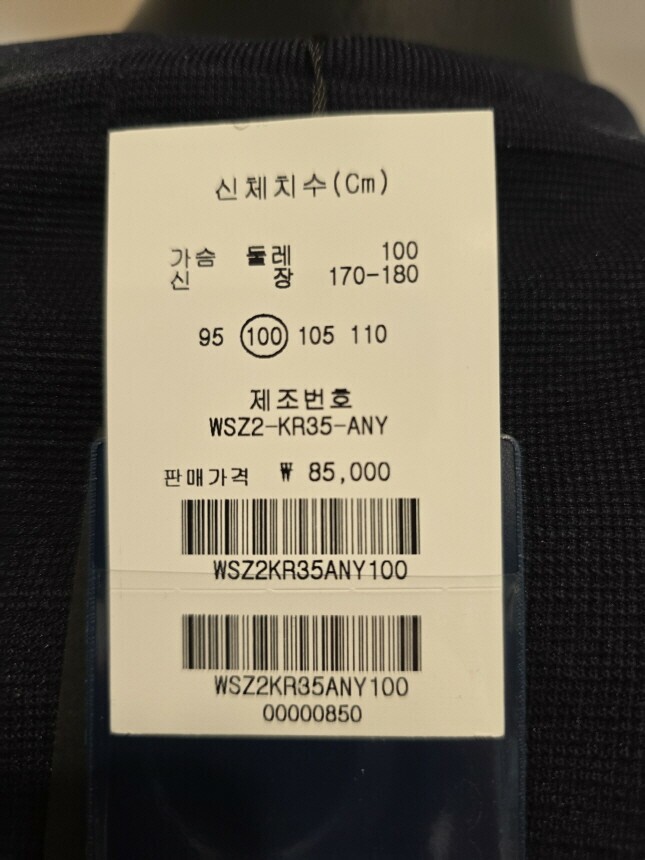 신체치수(Cm)
가슴 둘레 100
신 장 170-180
95 100 105 110
제조번호
WSZ2-KR35-ANY
판매가격 ₩ 85,000
WSZ2KR35ANY100
WSZ2KR35ANY100
00000850